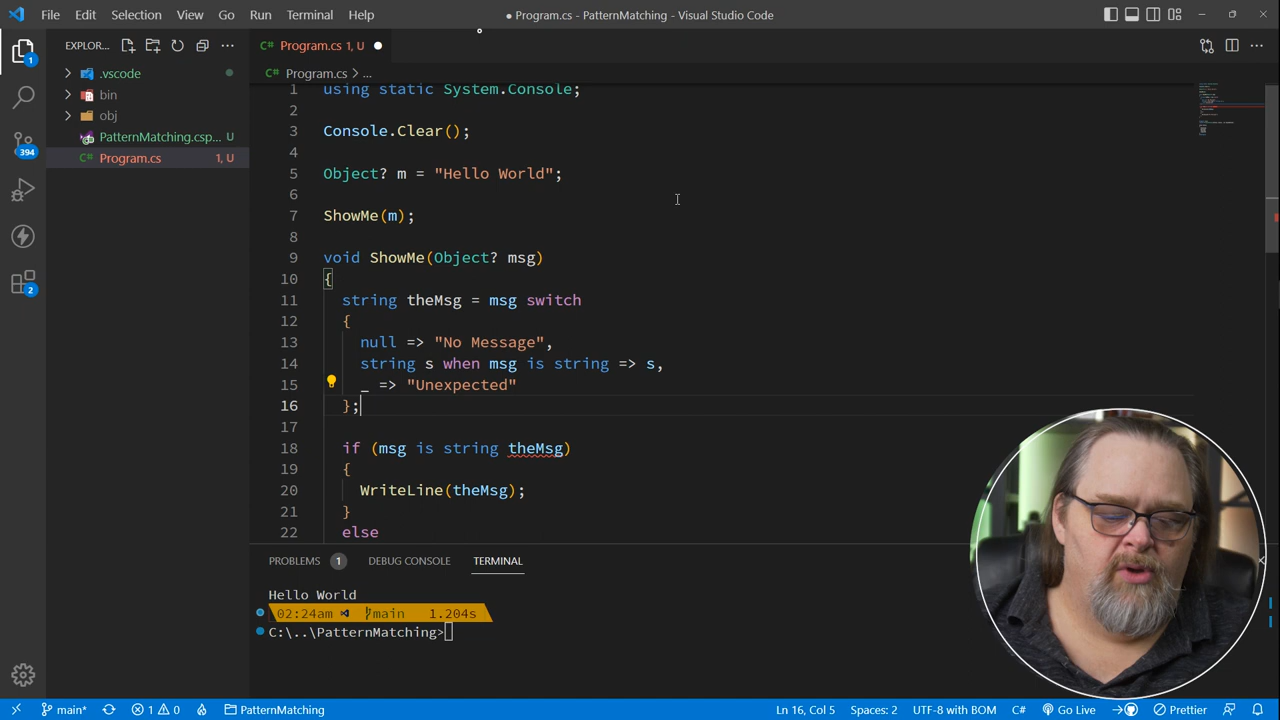 File Edit Selection View Go Run Terminal Help
● Program.cs - PatternMatching - Visual Studio Code
EXPLOR...
C# Program.cs 1, U
C# Program.cs > ...
.vscode
bin
obj
PatternMatching.csp... U
C# Program.cs 1, U
1
394
2
1 using static System.Console;
2
3 Console.Clear();
4
5 Object? m = "Hello World";
6
7 ShowMe(m);
8
9 void ShowMe(Object? msg)
10 {
11 string theMsg = msg switch
12 {
13 null => "No Message",
14 string s when msg is string => s,
15 _ => "Unexpected"
16 };
17
18 if (msg is string theMsg)
19 {
20 WriteLine(theMsg);
21 }
22 else
PROBLEMS 1 DEBUG CONSOLE TERMINAL
Hello World
02:24am main 1.204s
C:\..\PatternMatching>
main* 1 0 PatternMatching Ln 16, Col 5 Spaces: 2 UTF-8 with BOM C# Go Live Prettier